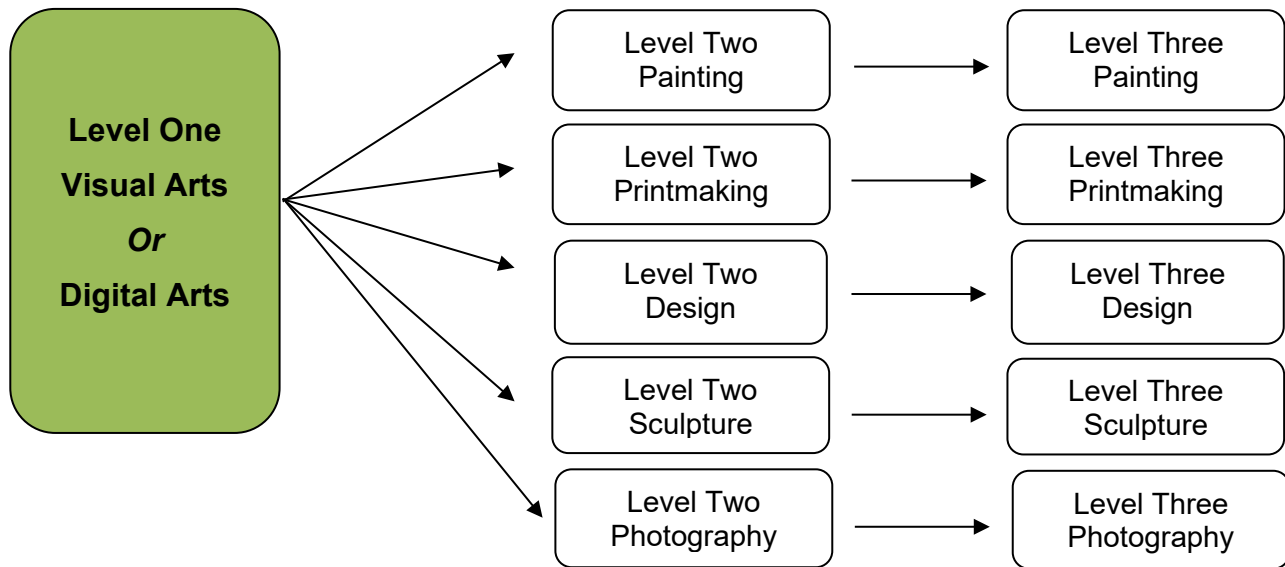 Level One
Visual Arts
Or
Digital Arts
Level Two
Painting
Level Three
Painting
Level Two
Printmaking
Level Three
Printmaking
Level Two
Design
Level Three
Design
Level Two
Sculpture
Level Three
Sculpture
Level Two
Photography
Level Three
Photography